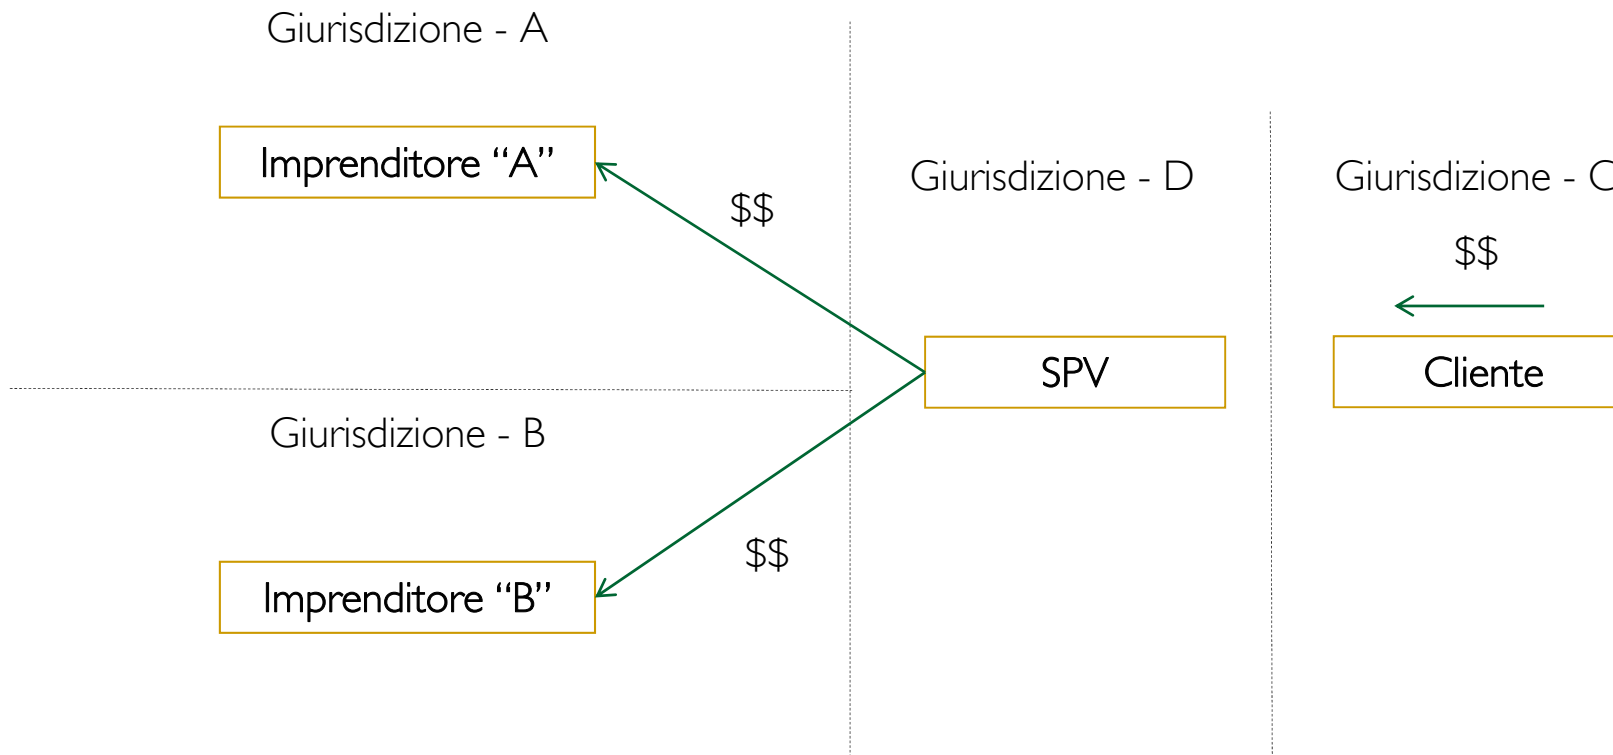 Giurisdizione - A
Imprenditore “A”
$$
Giurisdizione - D
Giurisdizione - C
$$
SPV
Cliente
Giurisdizione - B
$$
Imprenditore “B”